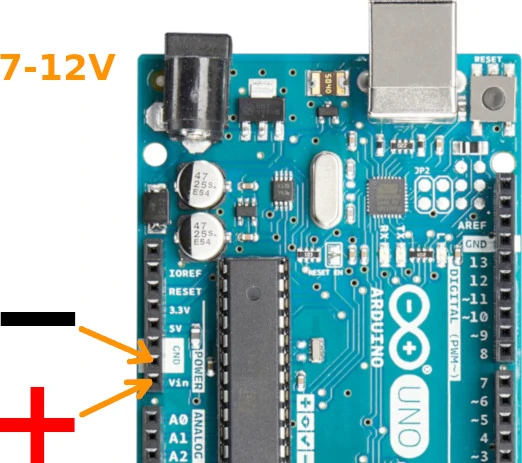 7-12V
RESET
5040
47
25S.
E54
47
25S.
E54
JP2
AREF
GND
RX
TX
RESET EN
IOREF
RESET
3.3V
5V
GND
Vin
POWER
A0
A1
A2
ANALOG
ARDUINO
UNO
DIGITAL (PWM~)
13
12
~11
~10
~9
8
7
~6
~5
4
~3